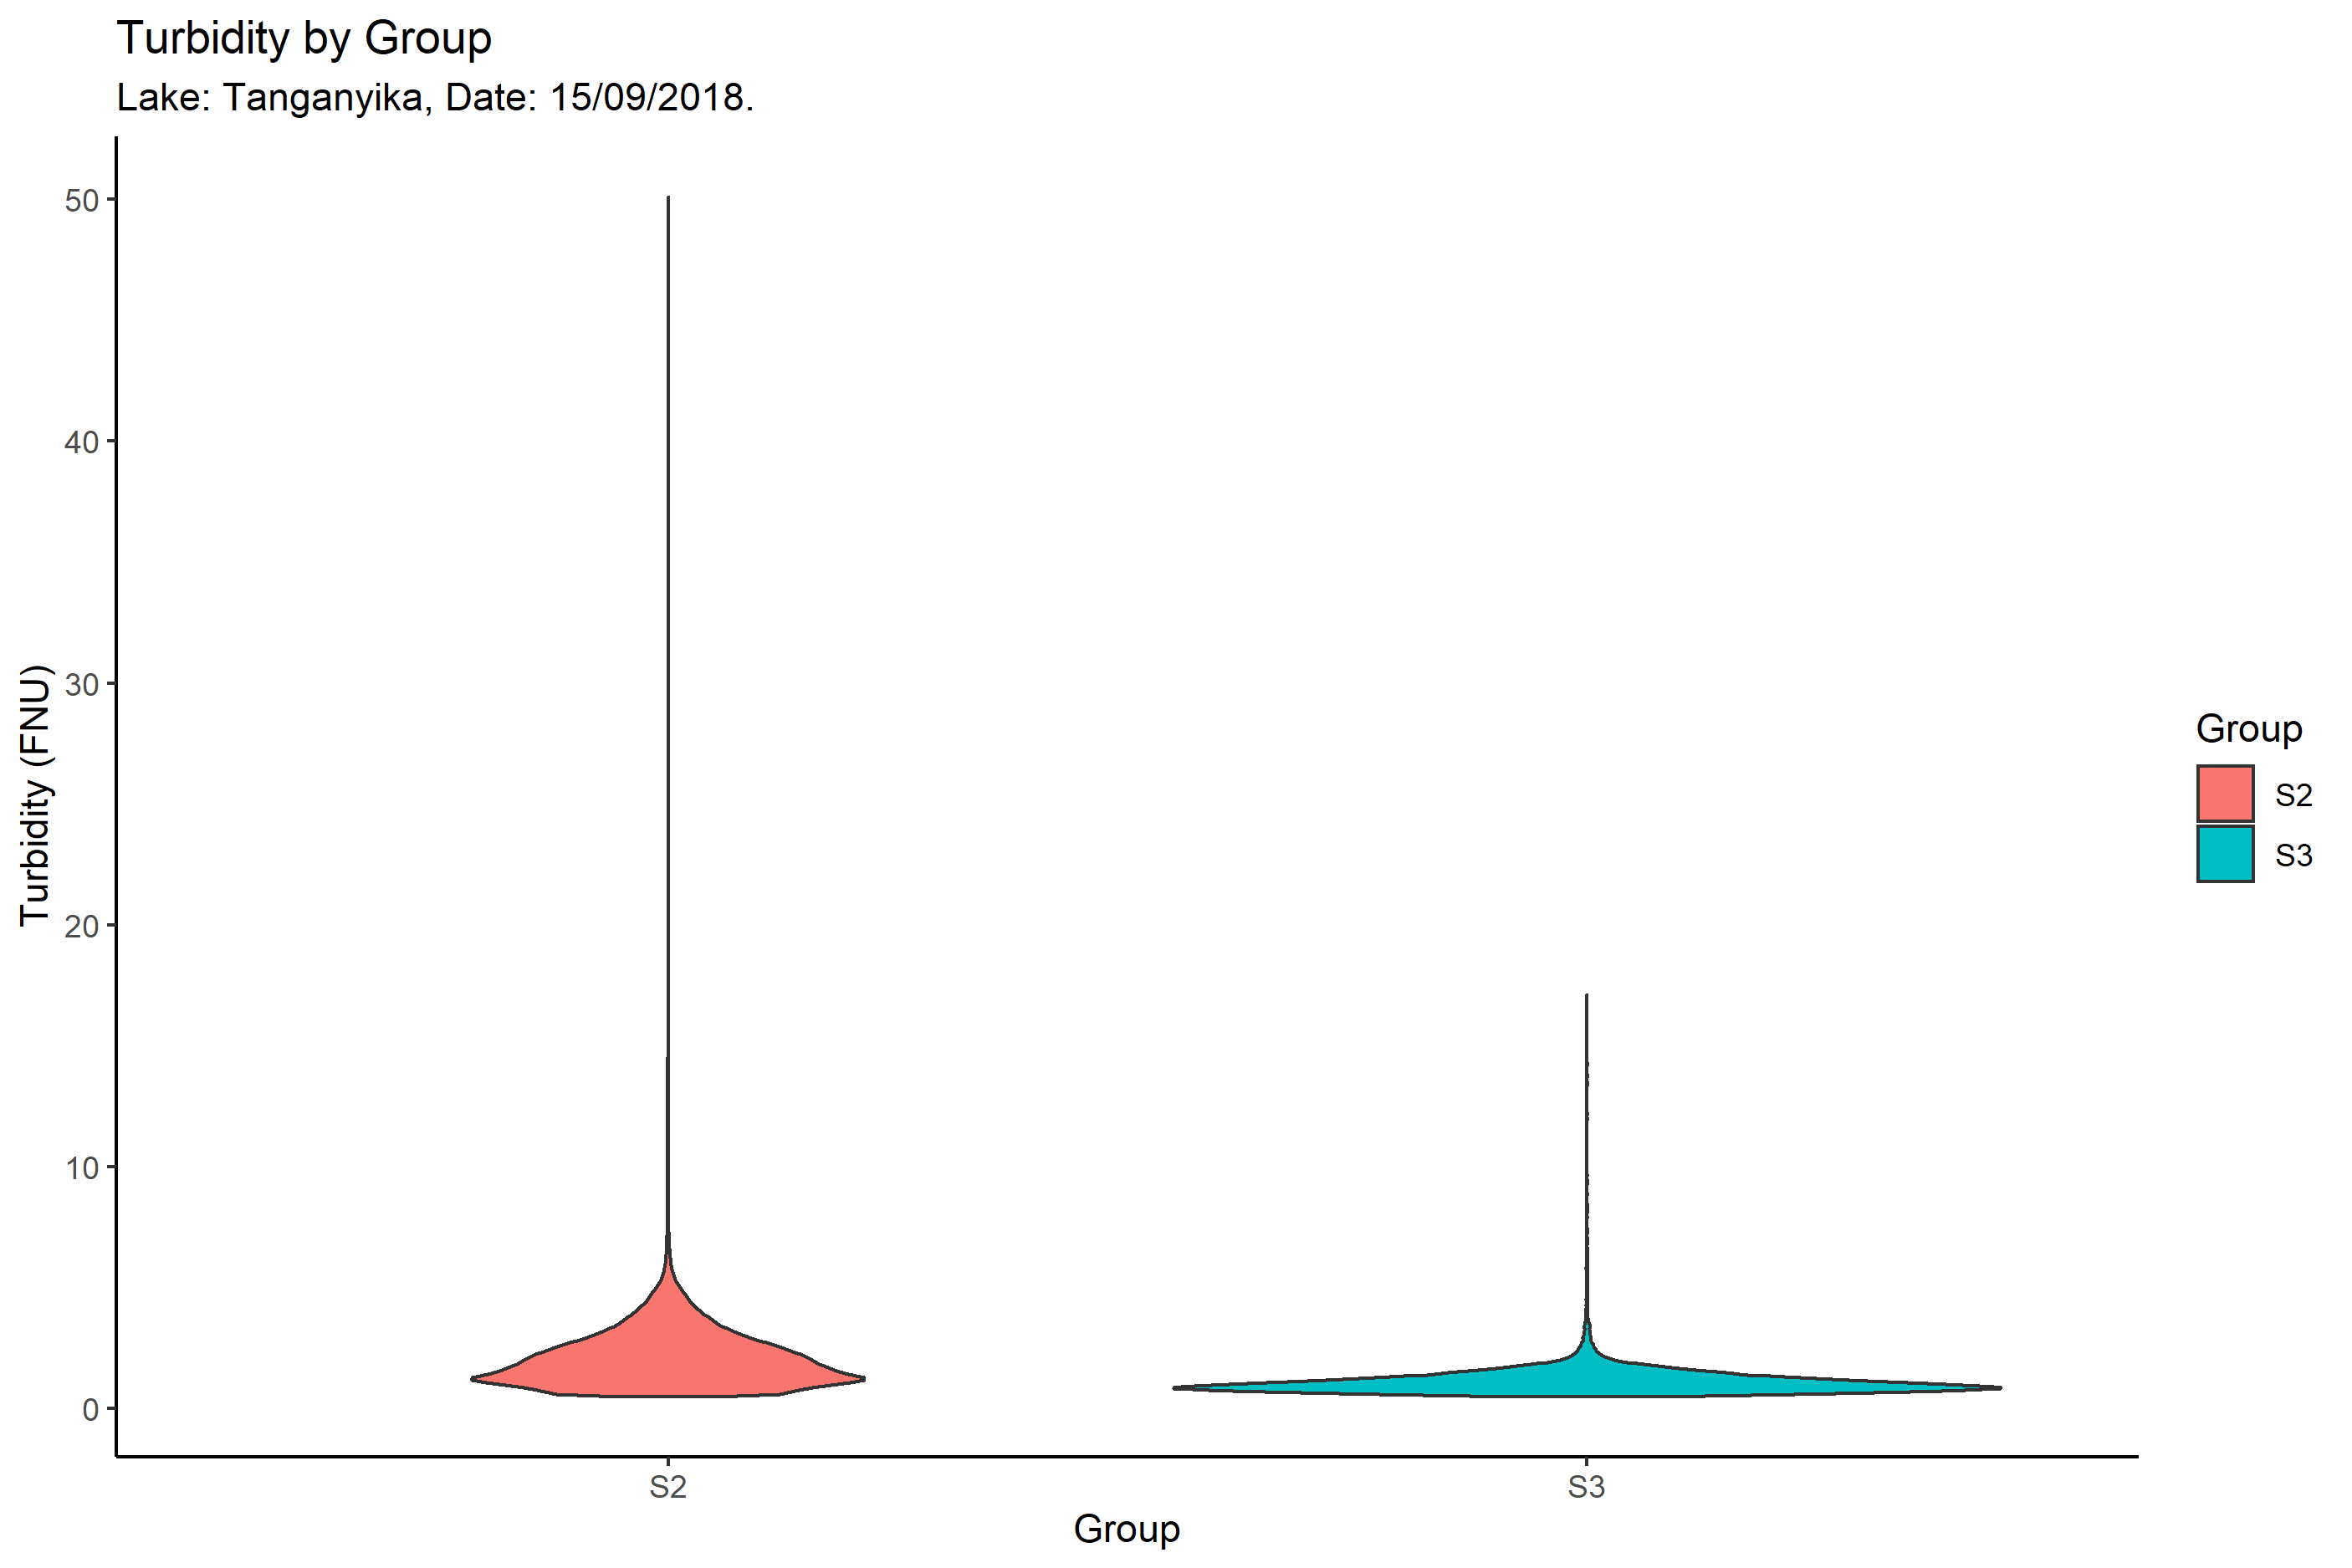 Turbidity by Group
Lake: Tanganyika, Date: 15/09/2018.
Turbidity (FNU)
50
40
30
20
10
0
S2
S3
Group
Group
S2
S3